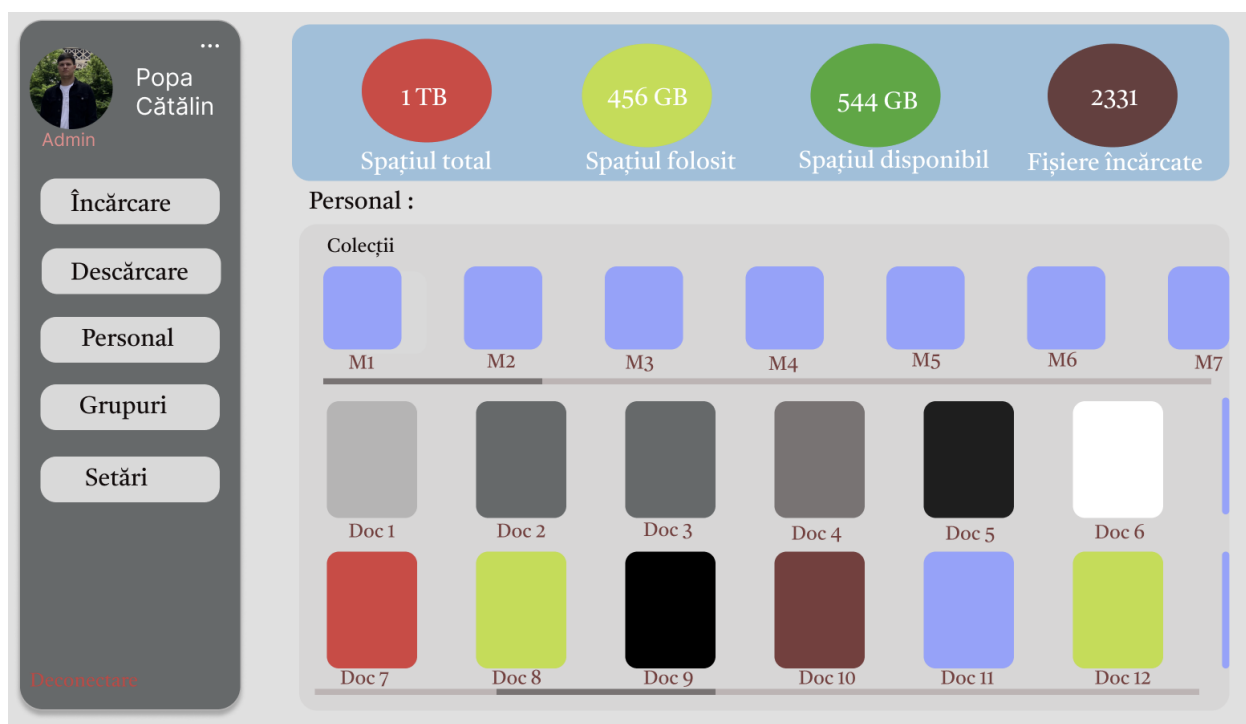 ...
Popa
Cătălin
Admin
Încărcare
Descărcare
Personal
Grupuri
Setări
Deconectare
1 TB
456 GB
544 GB
2331
Spațiul total
Spațiul folosit
Spațiul disponibil
Fișiere încărcate
Personal :
Colecții
M1
M2
M3
M4
M5
M6
M7
Doc 1
Doc 2
Doc 3
Doc 4
Doc 5
Doc 6
Doc 7
Doc 8
Doc 9
Doc 10
Doc 11
Doc 12